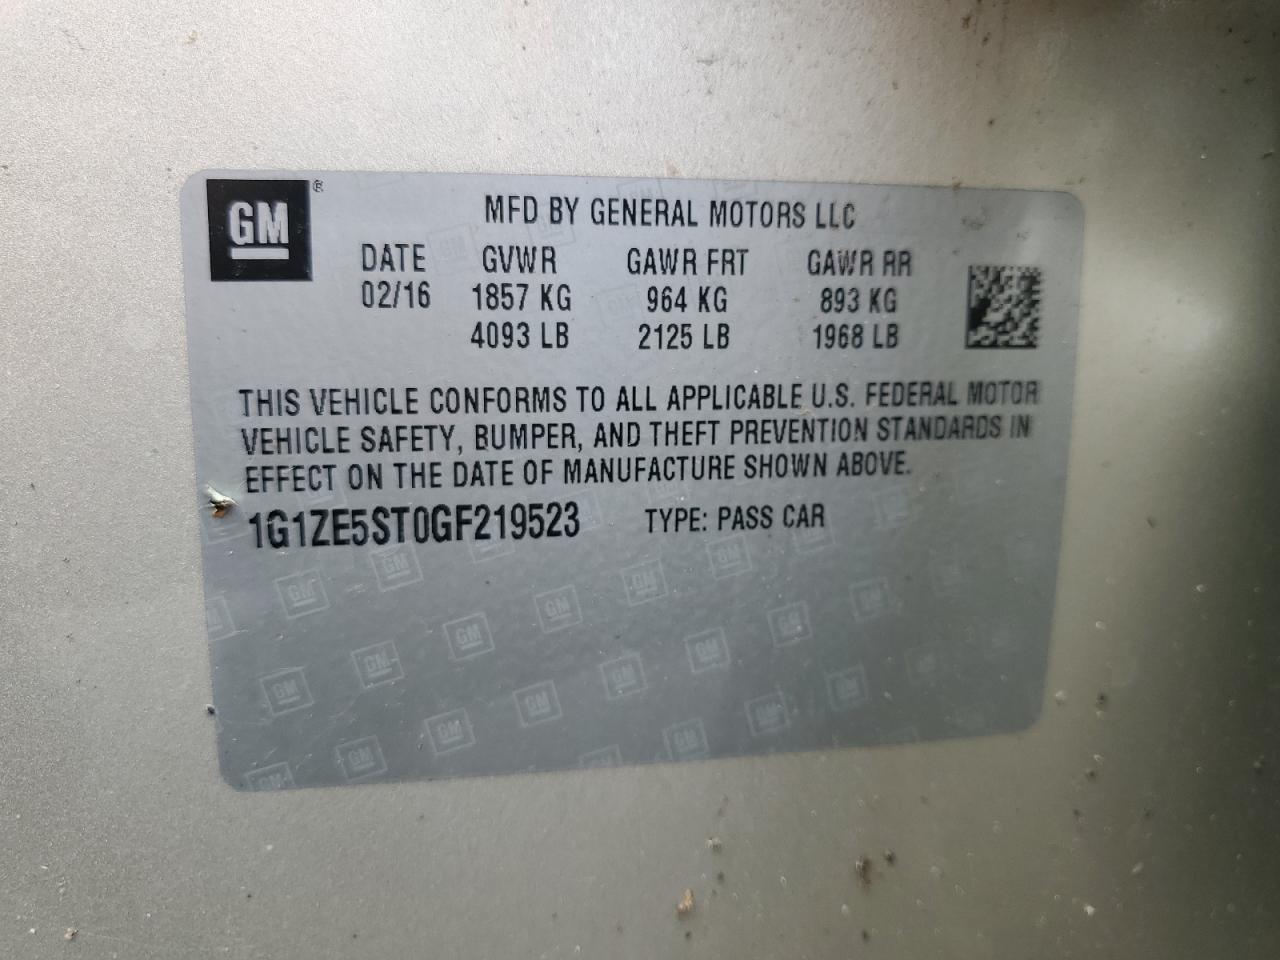 GM ®
MFD BY GENERAL MOTORS LLC
DATE GVWR GAWR FRT GAWR RR
02/16 1857 KG 964 KG 893 KG
4093 LB 2125 LB 1968 LB
THIS VEHICLE CONFORMS TO ALL APPLICABLE U.S. FEDERAL MOTOR
VEHICLE SAFETY, BUMPER, AND THEFT PREVENTION STANDARDS IN
EFFECT ON THE DATE OF MANUFACTURE SHOWN ABOVE.
1G1ZE5ST0GF219523 TYPE: PASS CAR